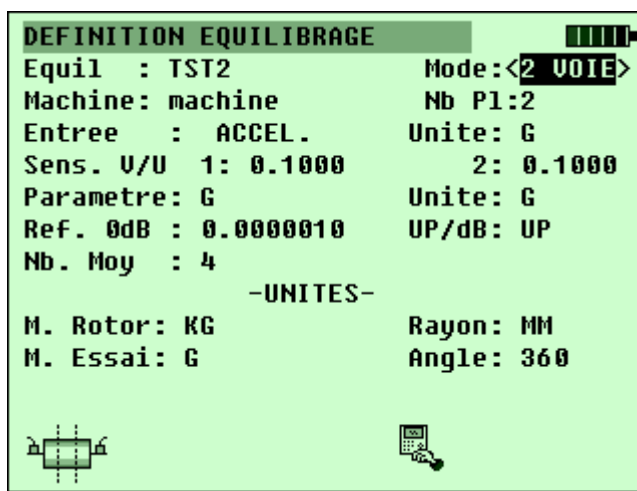 DEFINITION EQUILIBRAGE
Equil : TST2 Mode:<2 VOIE>
Machine: machine Nb Pl:2
Entree : ACCEL. Unite: G
Sens. V/U 1: 0.1000 2: 0.1000
Parametre: G Unite: G
Ref. 0dB : 0.0000010 UP/dB: UP
Nb. Moy : 4
-UNITES-
M. Rotor: KG Rayon: MM
M. Essai: G Angle: 360